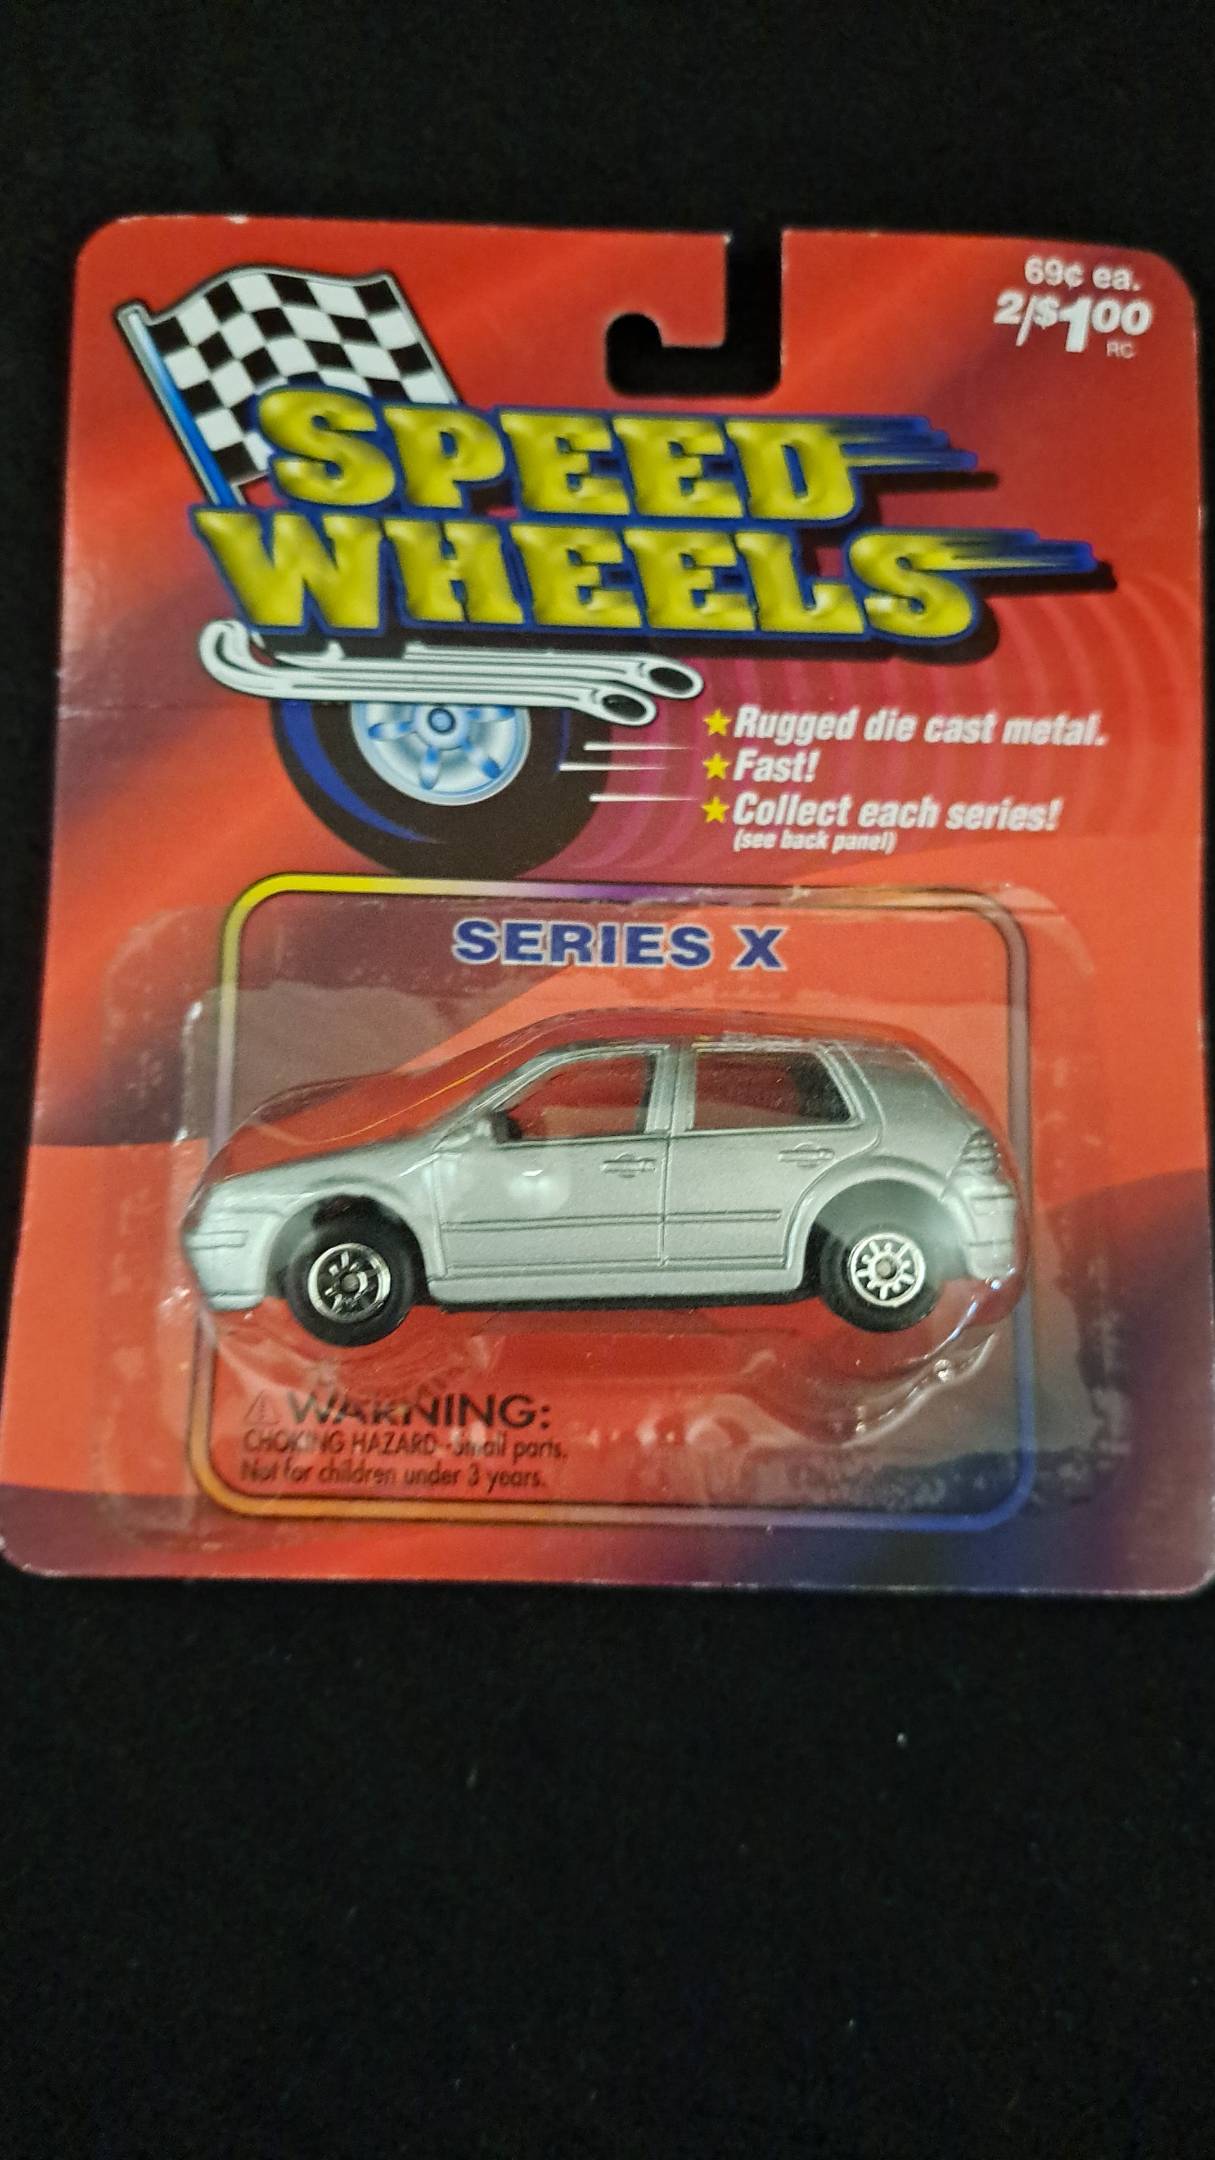 69¢ ea.
2/$1.00
RC
SPEED
WHEELS
Rugged die cast metal.
Fast!
Collect each series!
(see back panel)
SERIES X
WARNING:
CHOKING HAZARD - Small parts.
Not for children under 3 years.